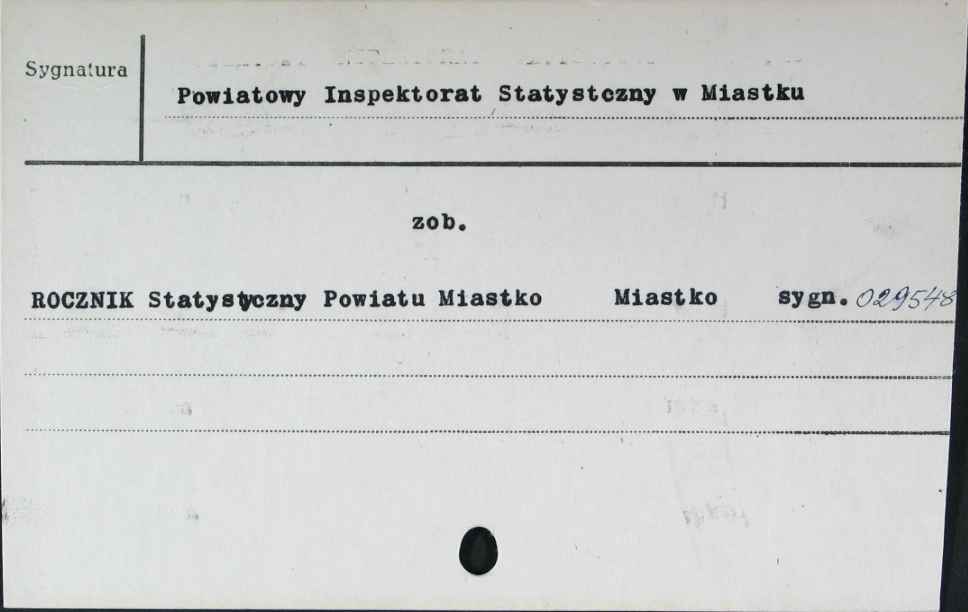 Sygnatura
Powiatowy Inspektorat Statystczny w Miastku
zob.
ROCZNIK Statystyczny Powiatu Miastko Miastko sygn. 029548